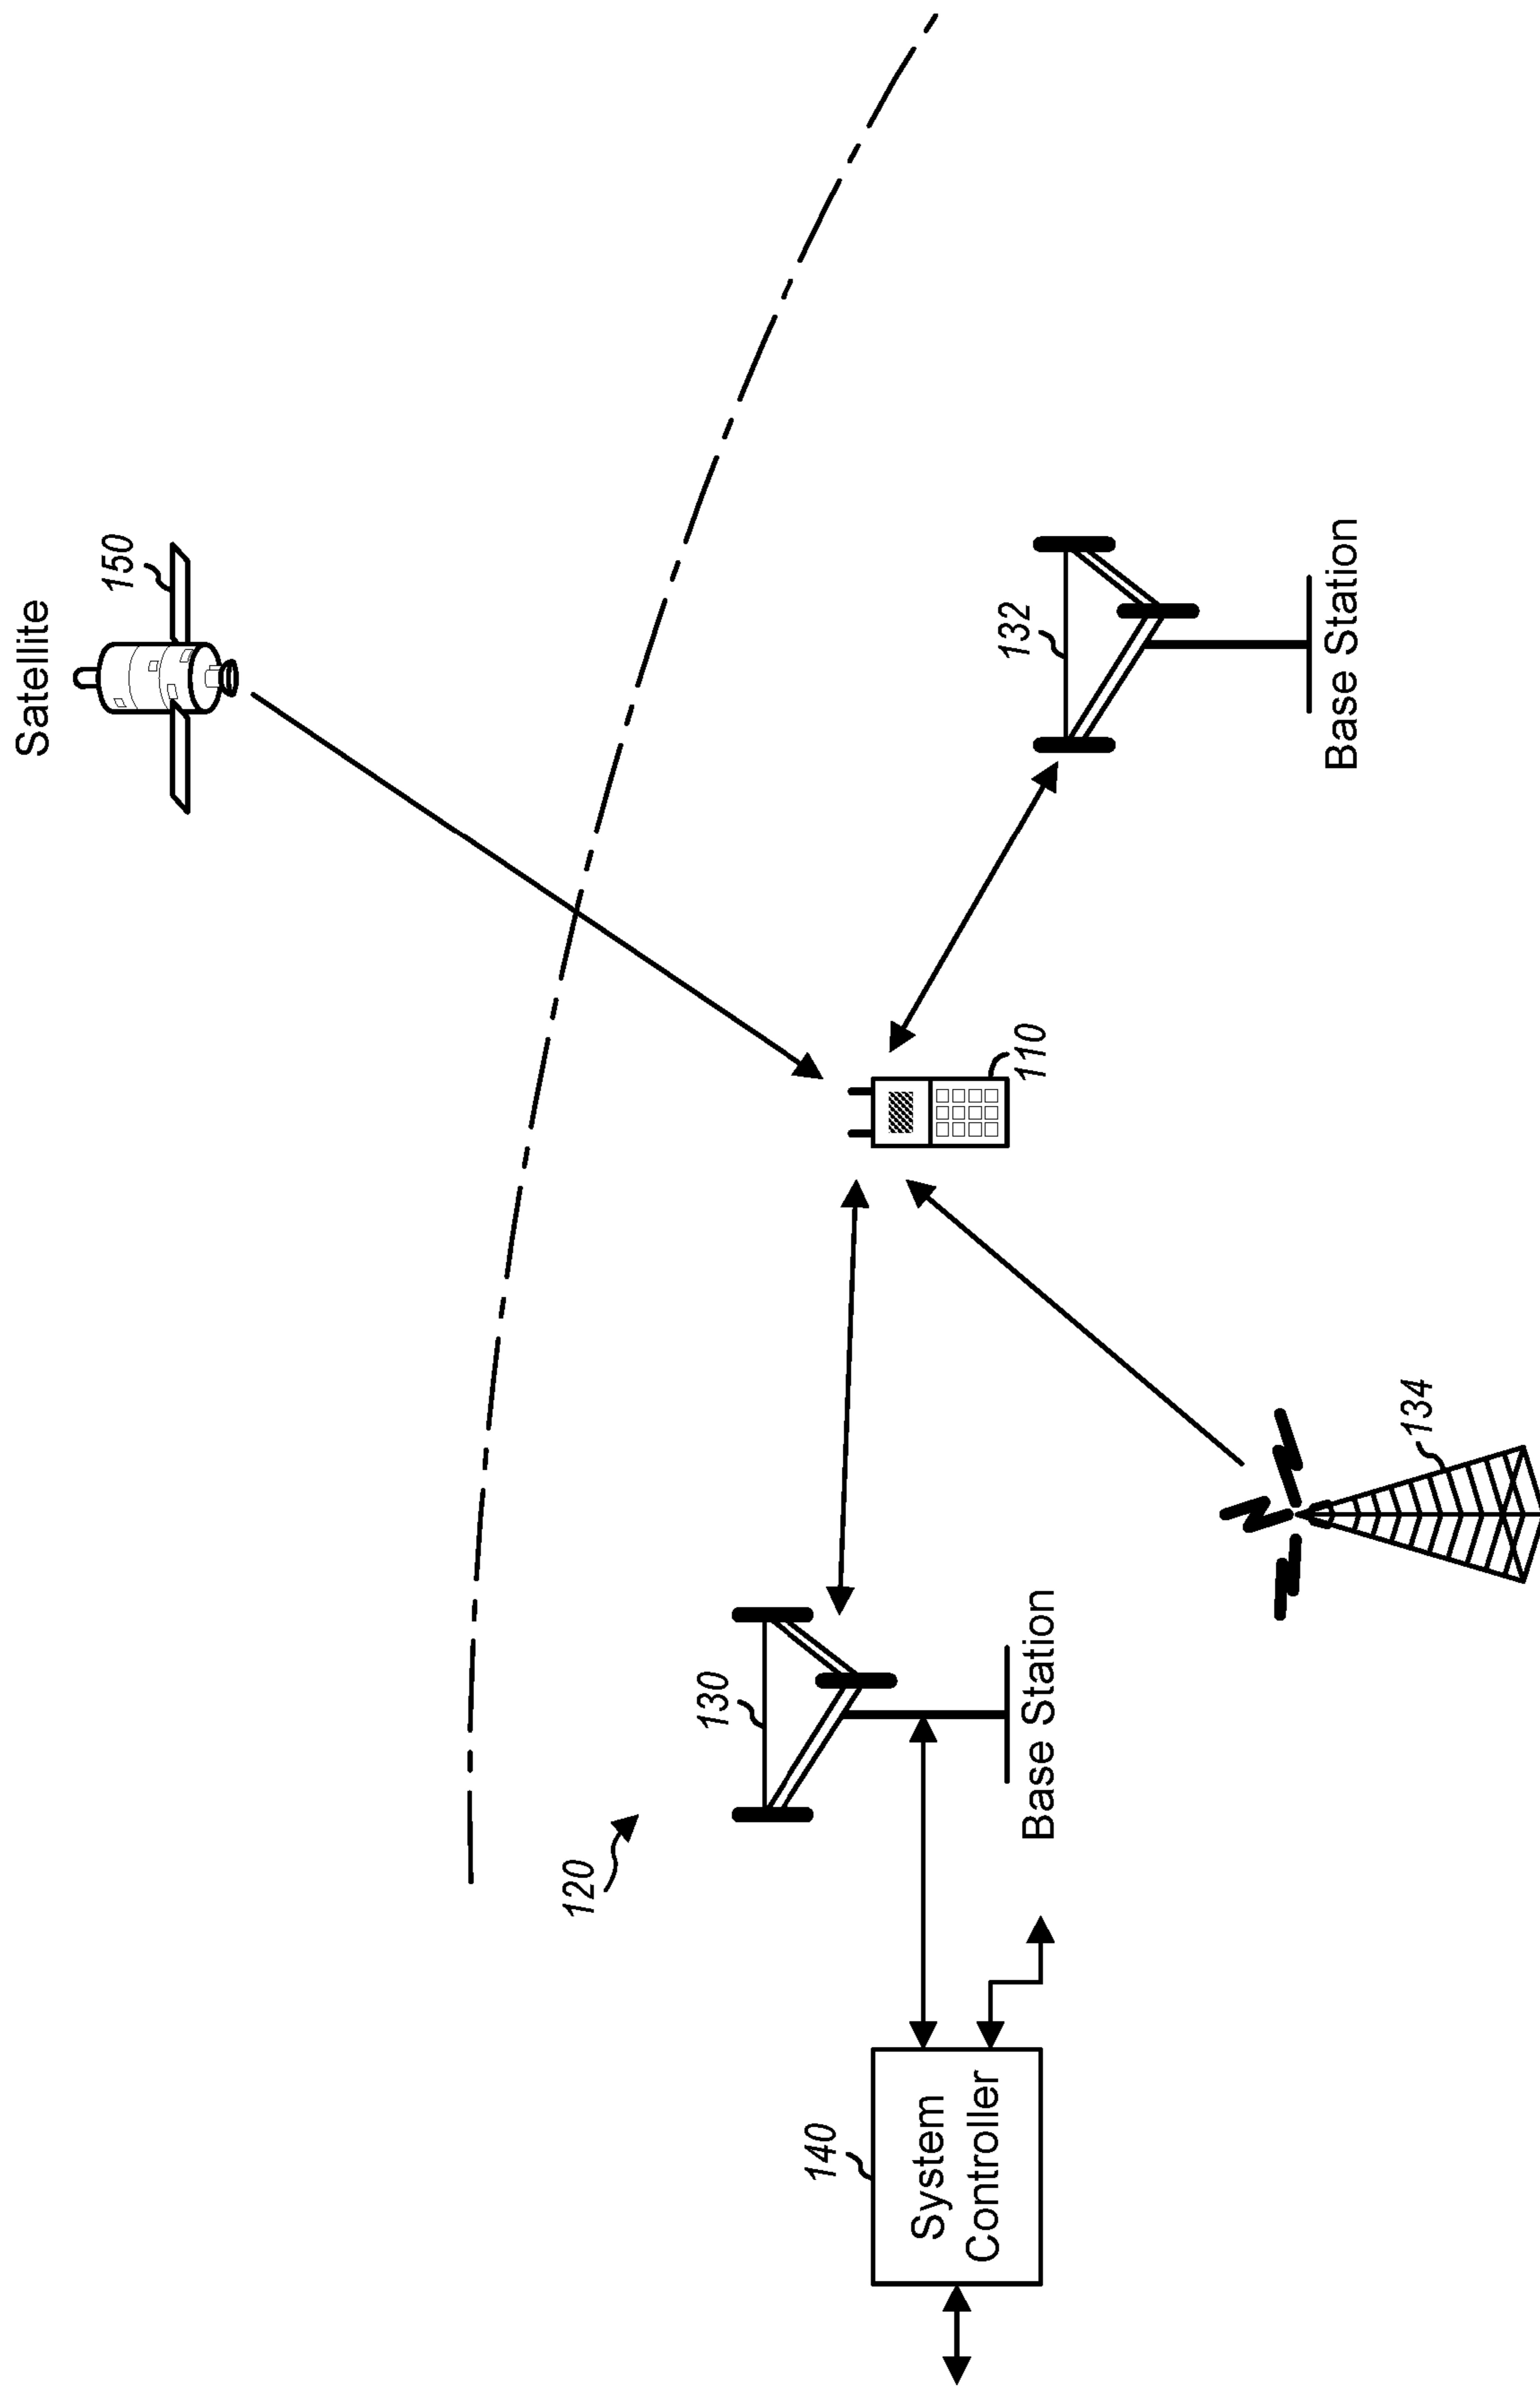 Satellite
150
120
130
132
140
System
Controller
110
Base Station
Base Station
134